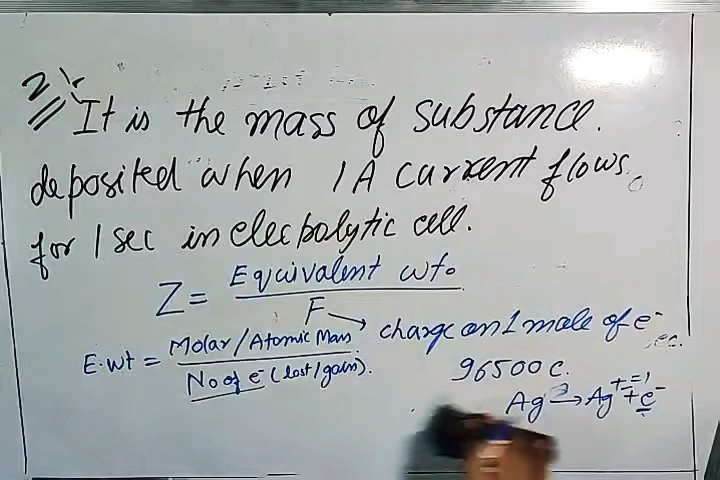 2) It is the mass of substance.
deposited when 1A current flows.
for 1 sec in electrolytic cell.
Z = Equivalent wt. / F
E.wt = Molar/Atomic Mass / No of e⁻ (lost/gain).
→ charge on 1 mole of e⁻
96500 C.
Ag → Ag⁺ + e⁻